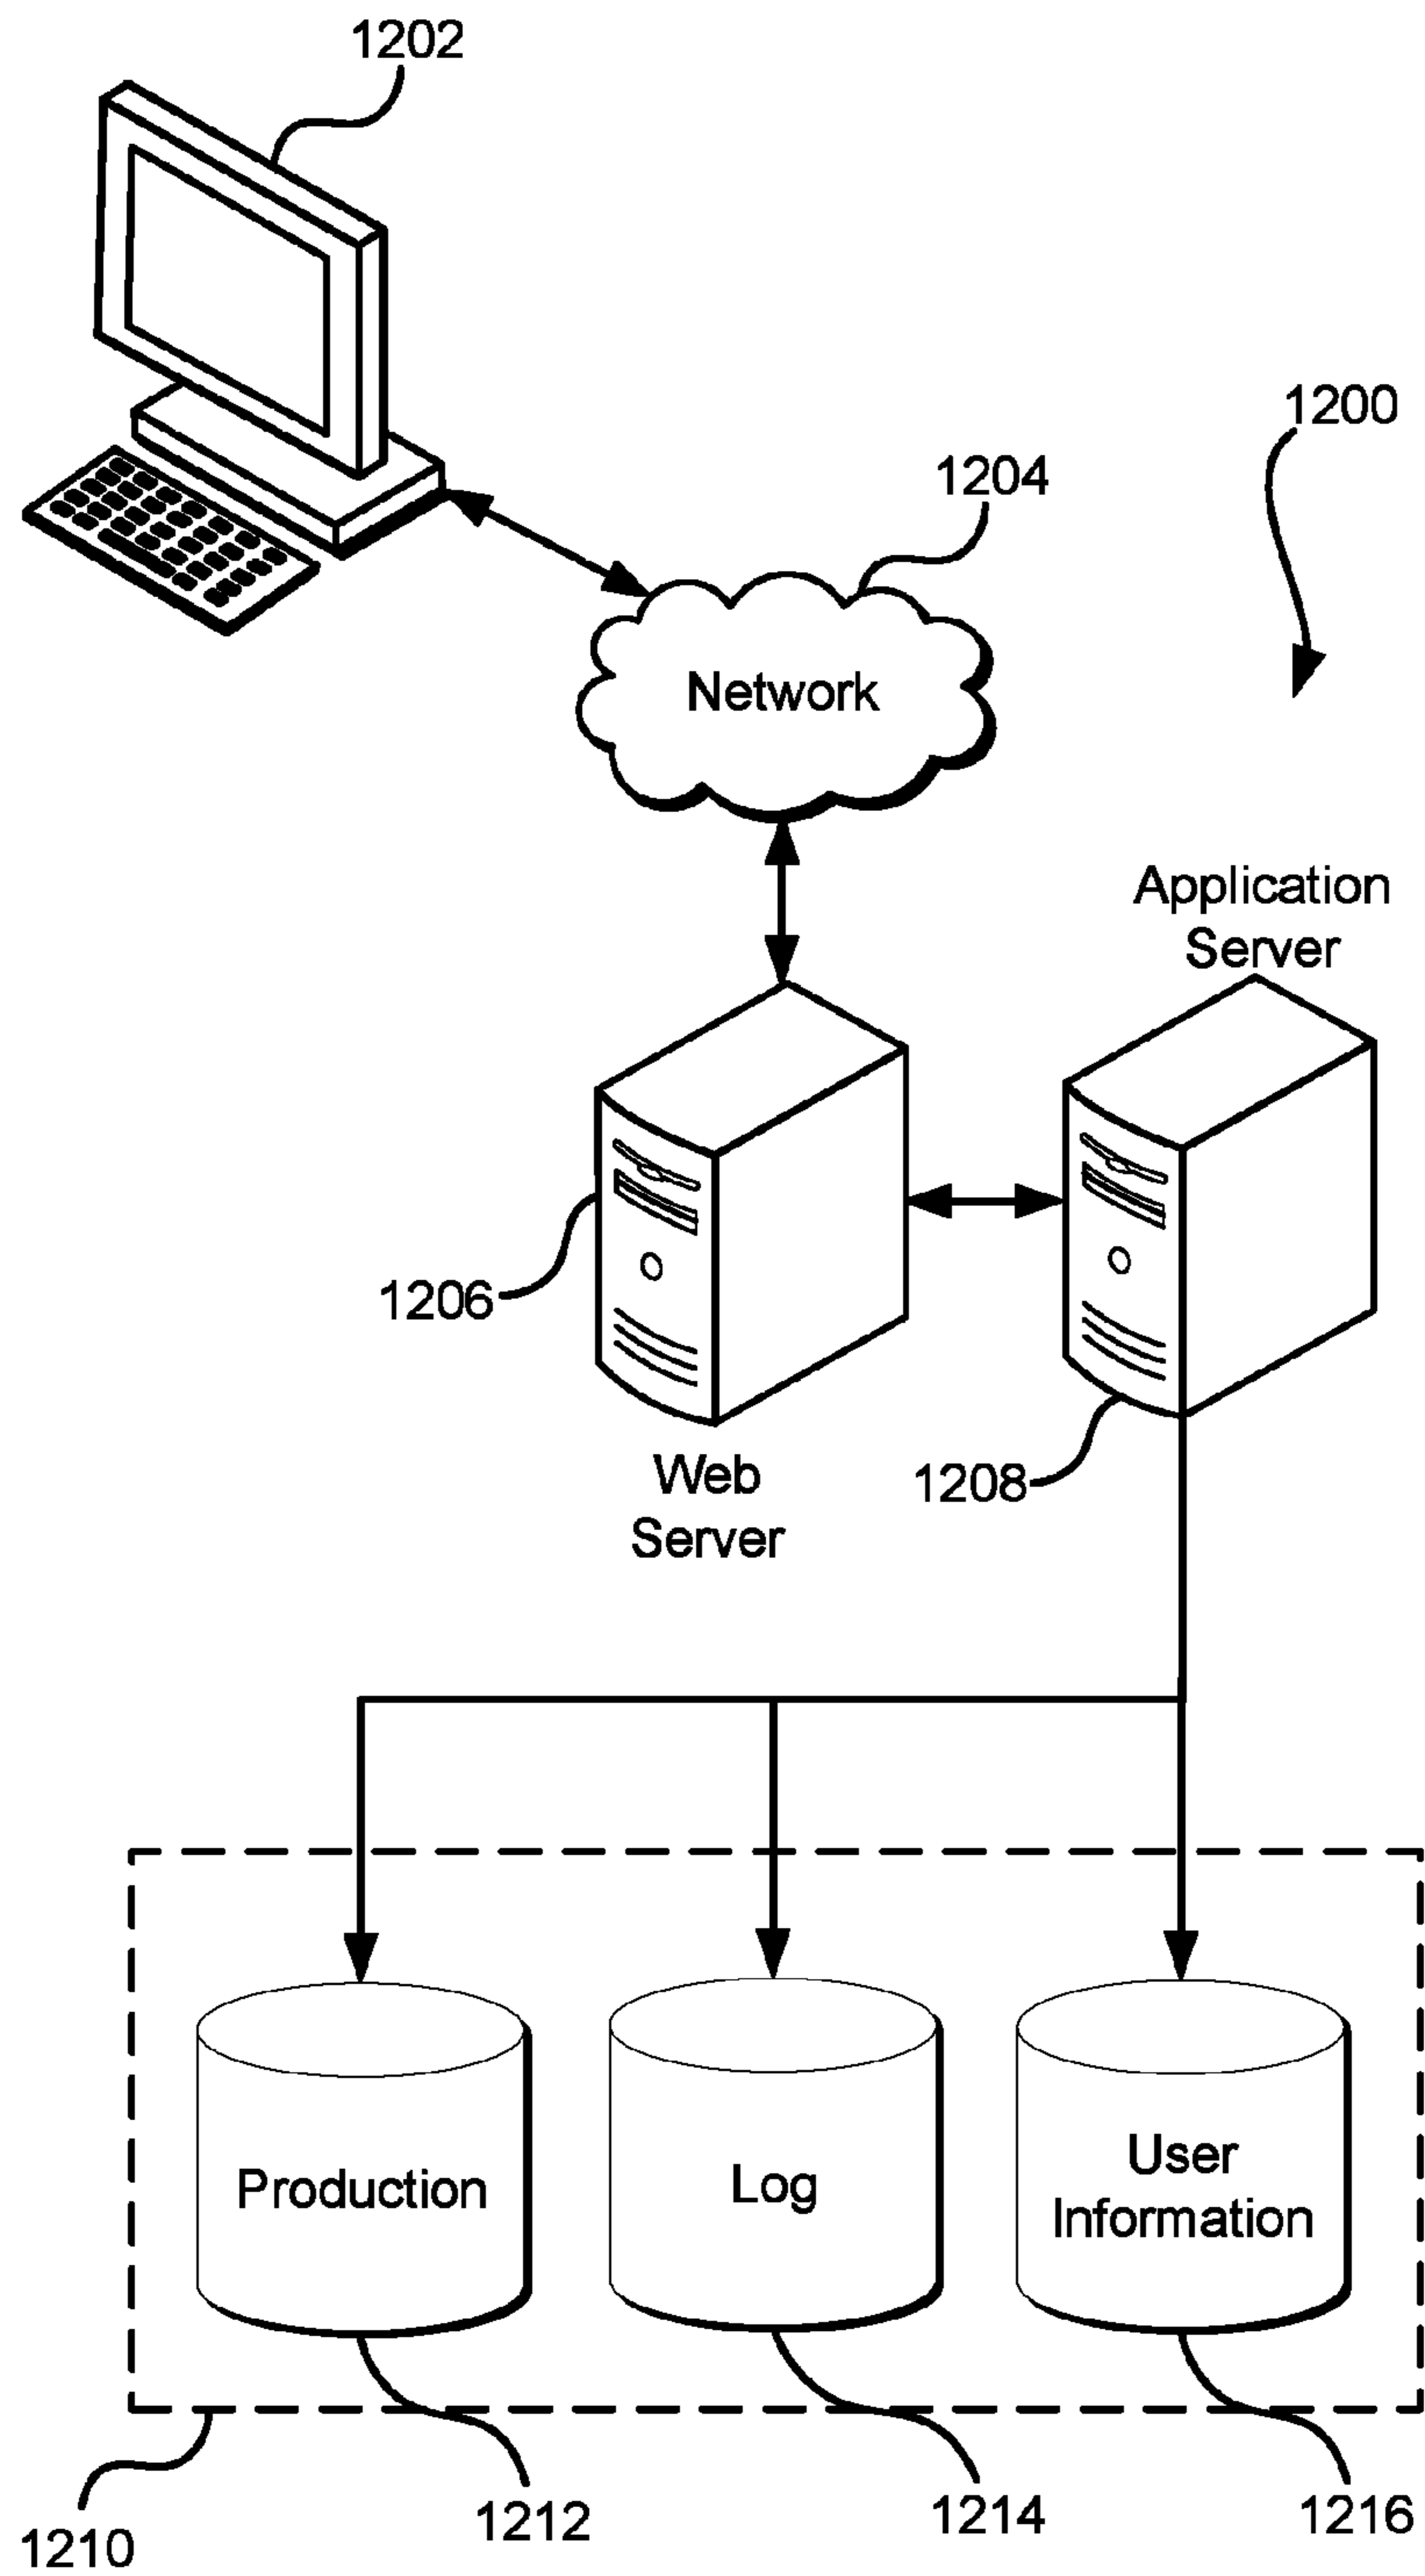 1202
1200
1204
Network
Application
Server
1206
Web
Server
1208
Production
Log
User
Information
1210
1212
1214
1216